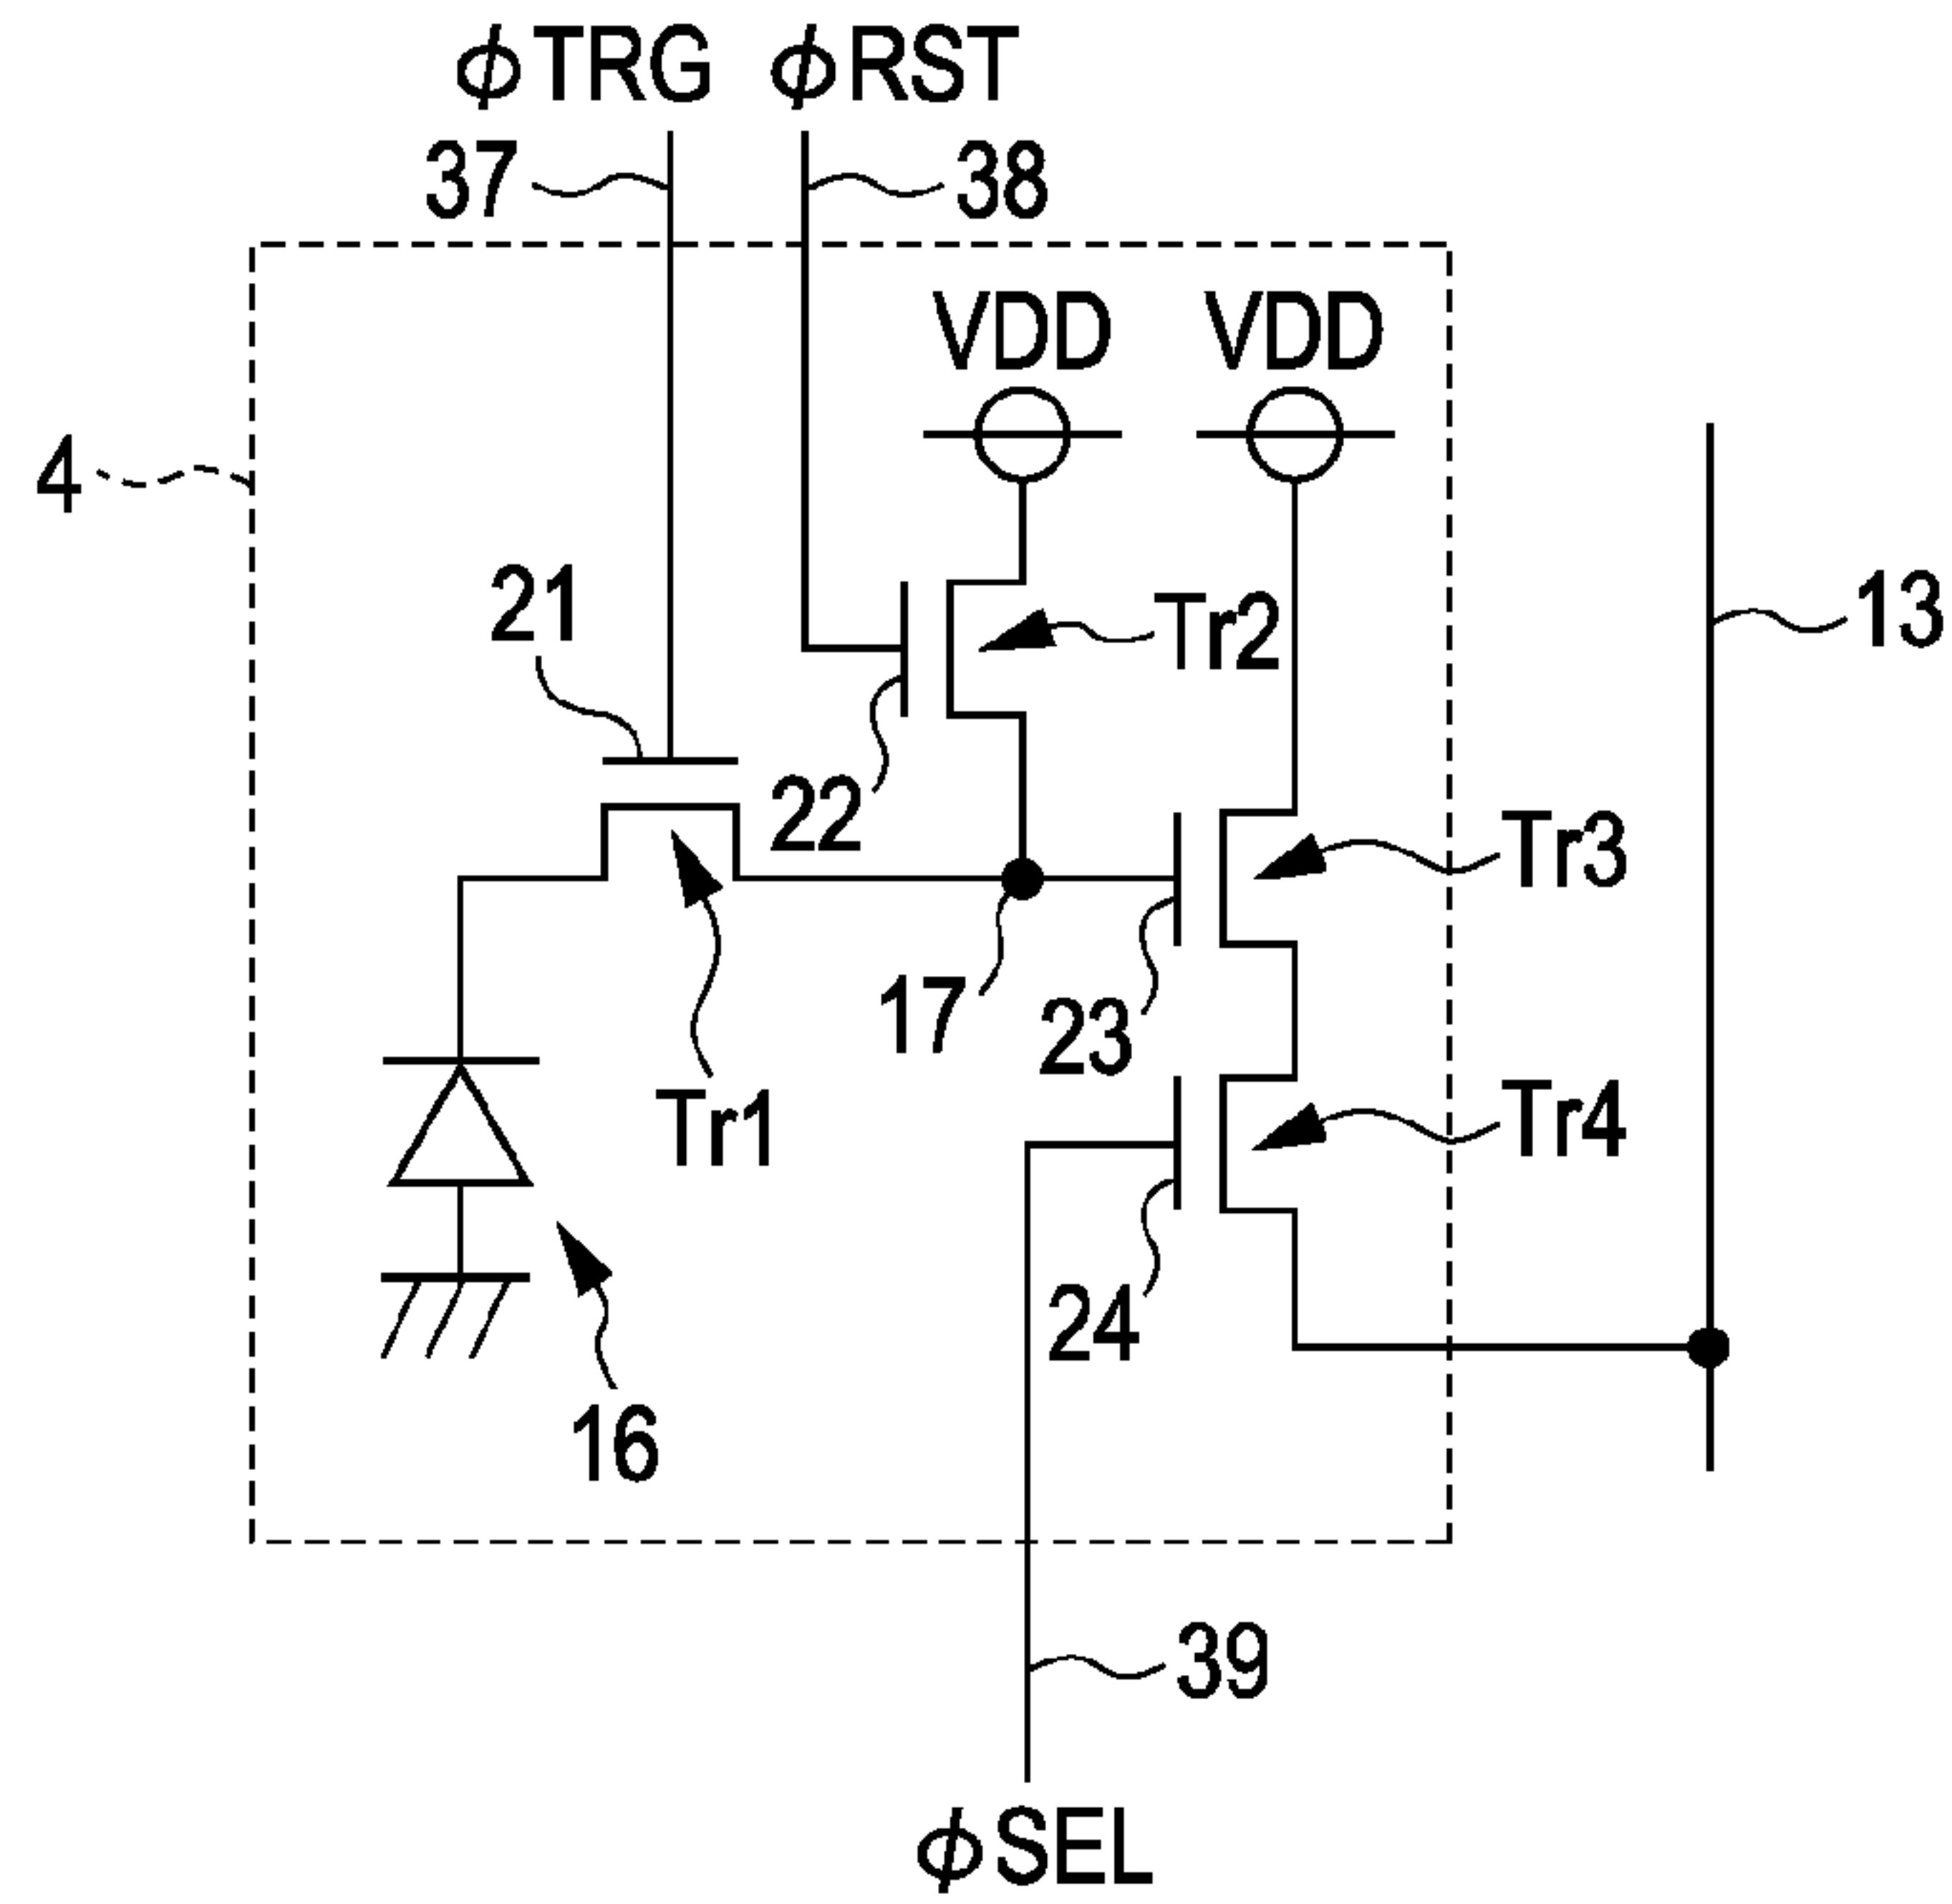 ϕTRG ϕRST
37 38
VDD VDD
4
21
Tr2
13
22
Tr3
17
23
Tr1
Tr4
24
16
39
ϕSEL